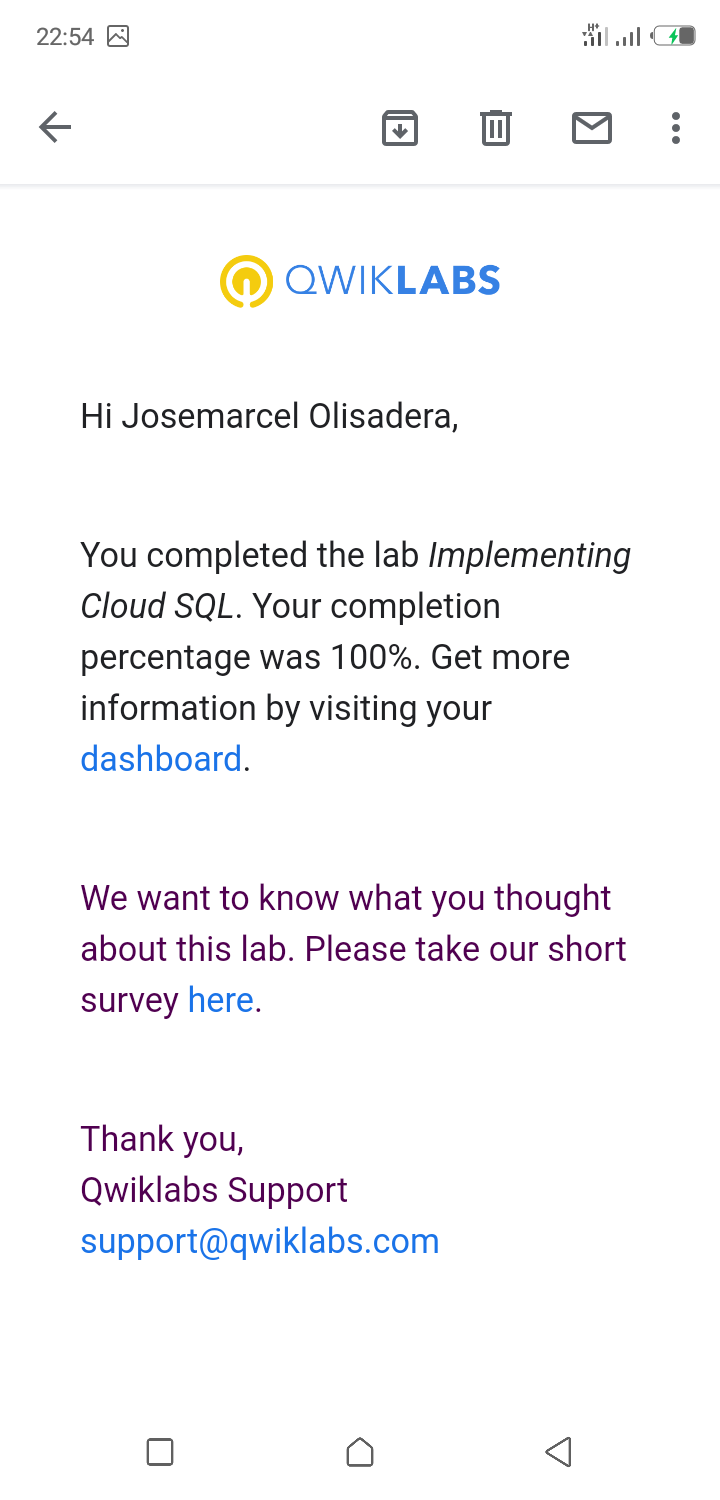 22:54
H+
QWIKLABS
Hi Josemarcel Olisadera,
You completed the lab Implementing
Cloud SQL. Your completion
percentage was 100%. Get more
information by visiting your
dashboard.
We want to know what you thought
about this lab. Please take our short
survey here.
Thank you,
Qwiklabs Support
support@qwiklabs.com